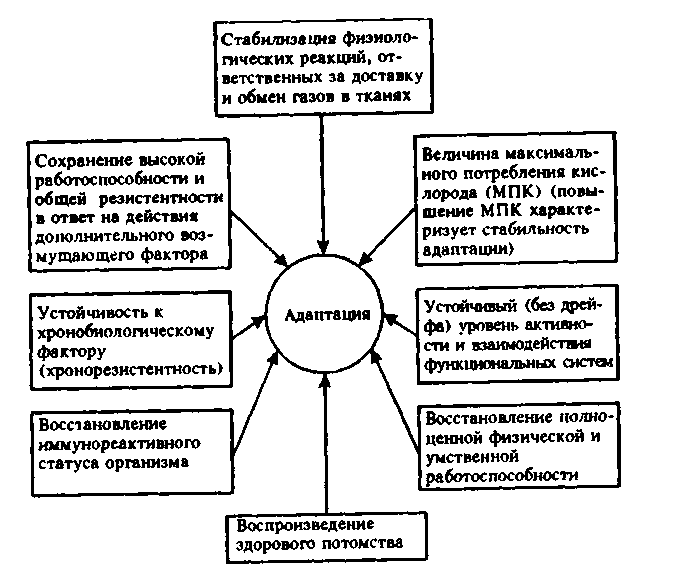 Стабилизация физиоло-
гических реакций, от-
ветственных за доставку
и обмен газов в тканях
Сохранение высокой
работоспособности и
общей резистентности
в ответ на действия
дополнительного воз-
мущающего фактора
Величина максималь-
ного потребления кис-
лорода (МПК) (повы-
шение МПК характе-
ризует стабильность
адаптации)
Адаптация
Устойчивость к
хронобиологическому
фактору
(хронорезистентность)
Устойчивый (без дрей-
фа) уровень активно-
сти и взаимодействия
функциональных систем
Восстановление
иммунореактивного
статуса организма
Восстановление полно-
ценной физической и
умственной
работоспособности
Воспроизведение
здорового потомства